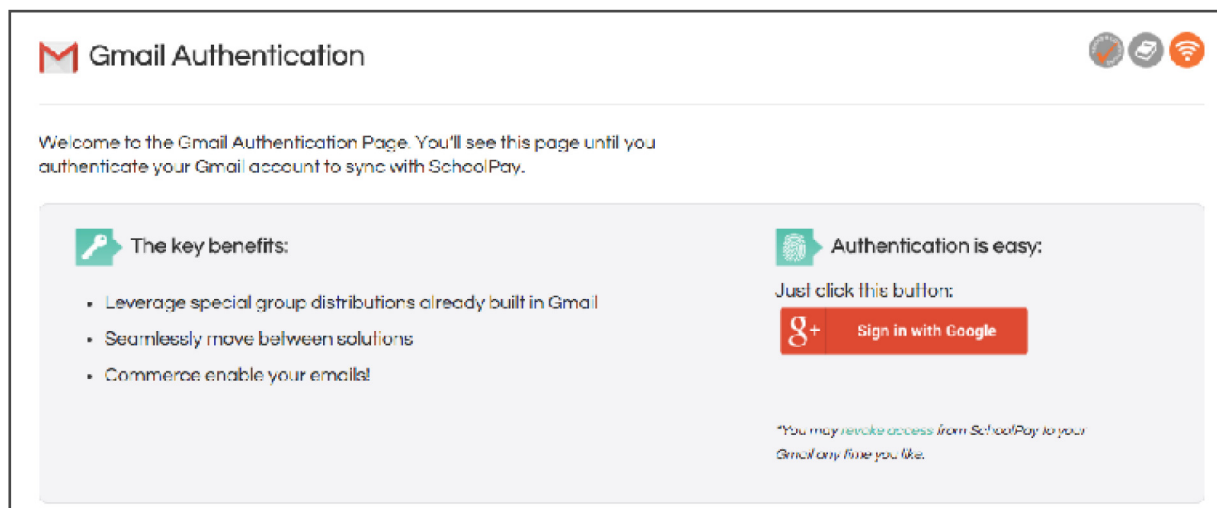 Gmail Authentication
Welcome to the Gmail Authentication Page. You'll see this page until you
authenticate your Gmail account to sync with SchoolPay.
The key benefits:
• Leverage special group distributions already built in Gmail
• Seamlessly move between solutions
• Commerce enable your emails!
Authentication is easy:
Just click this button:
g+ Sign in with Google
*You may revoke access from SchoolPay to your
Gmail any time you like.